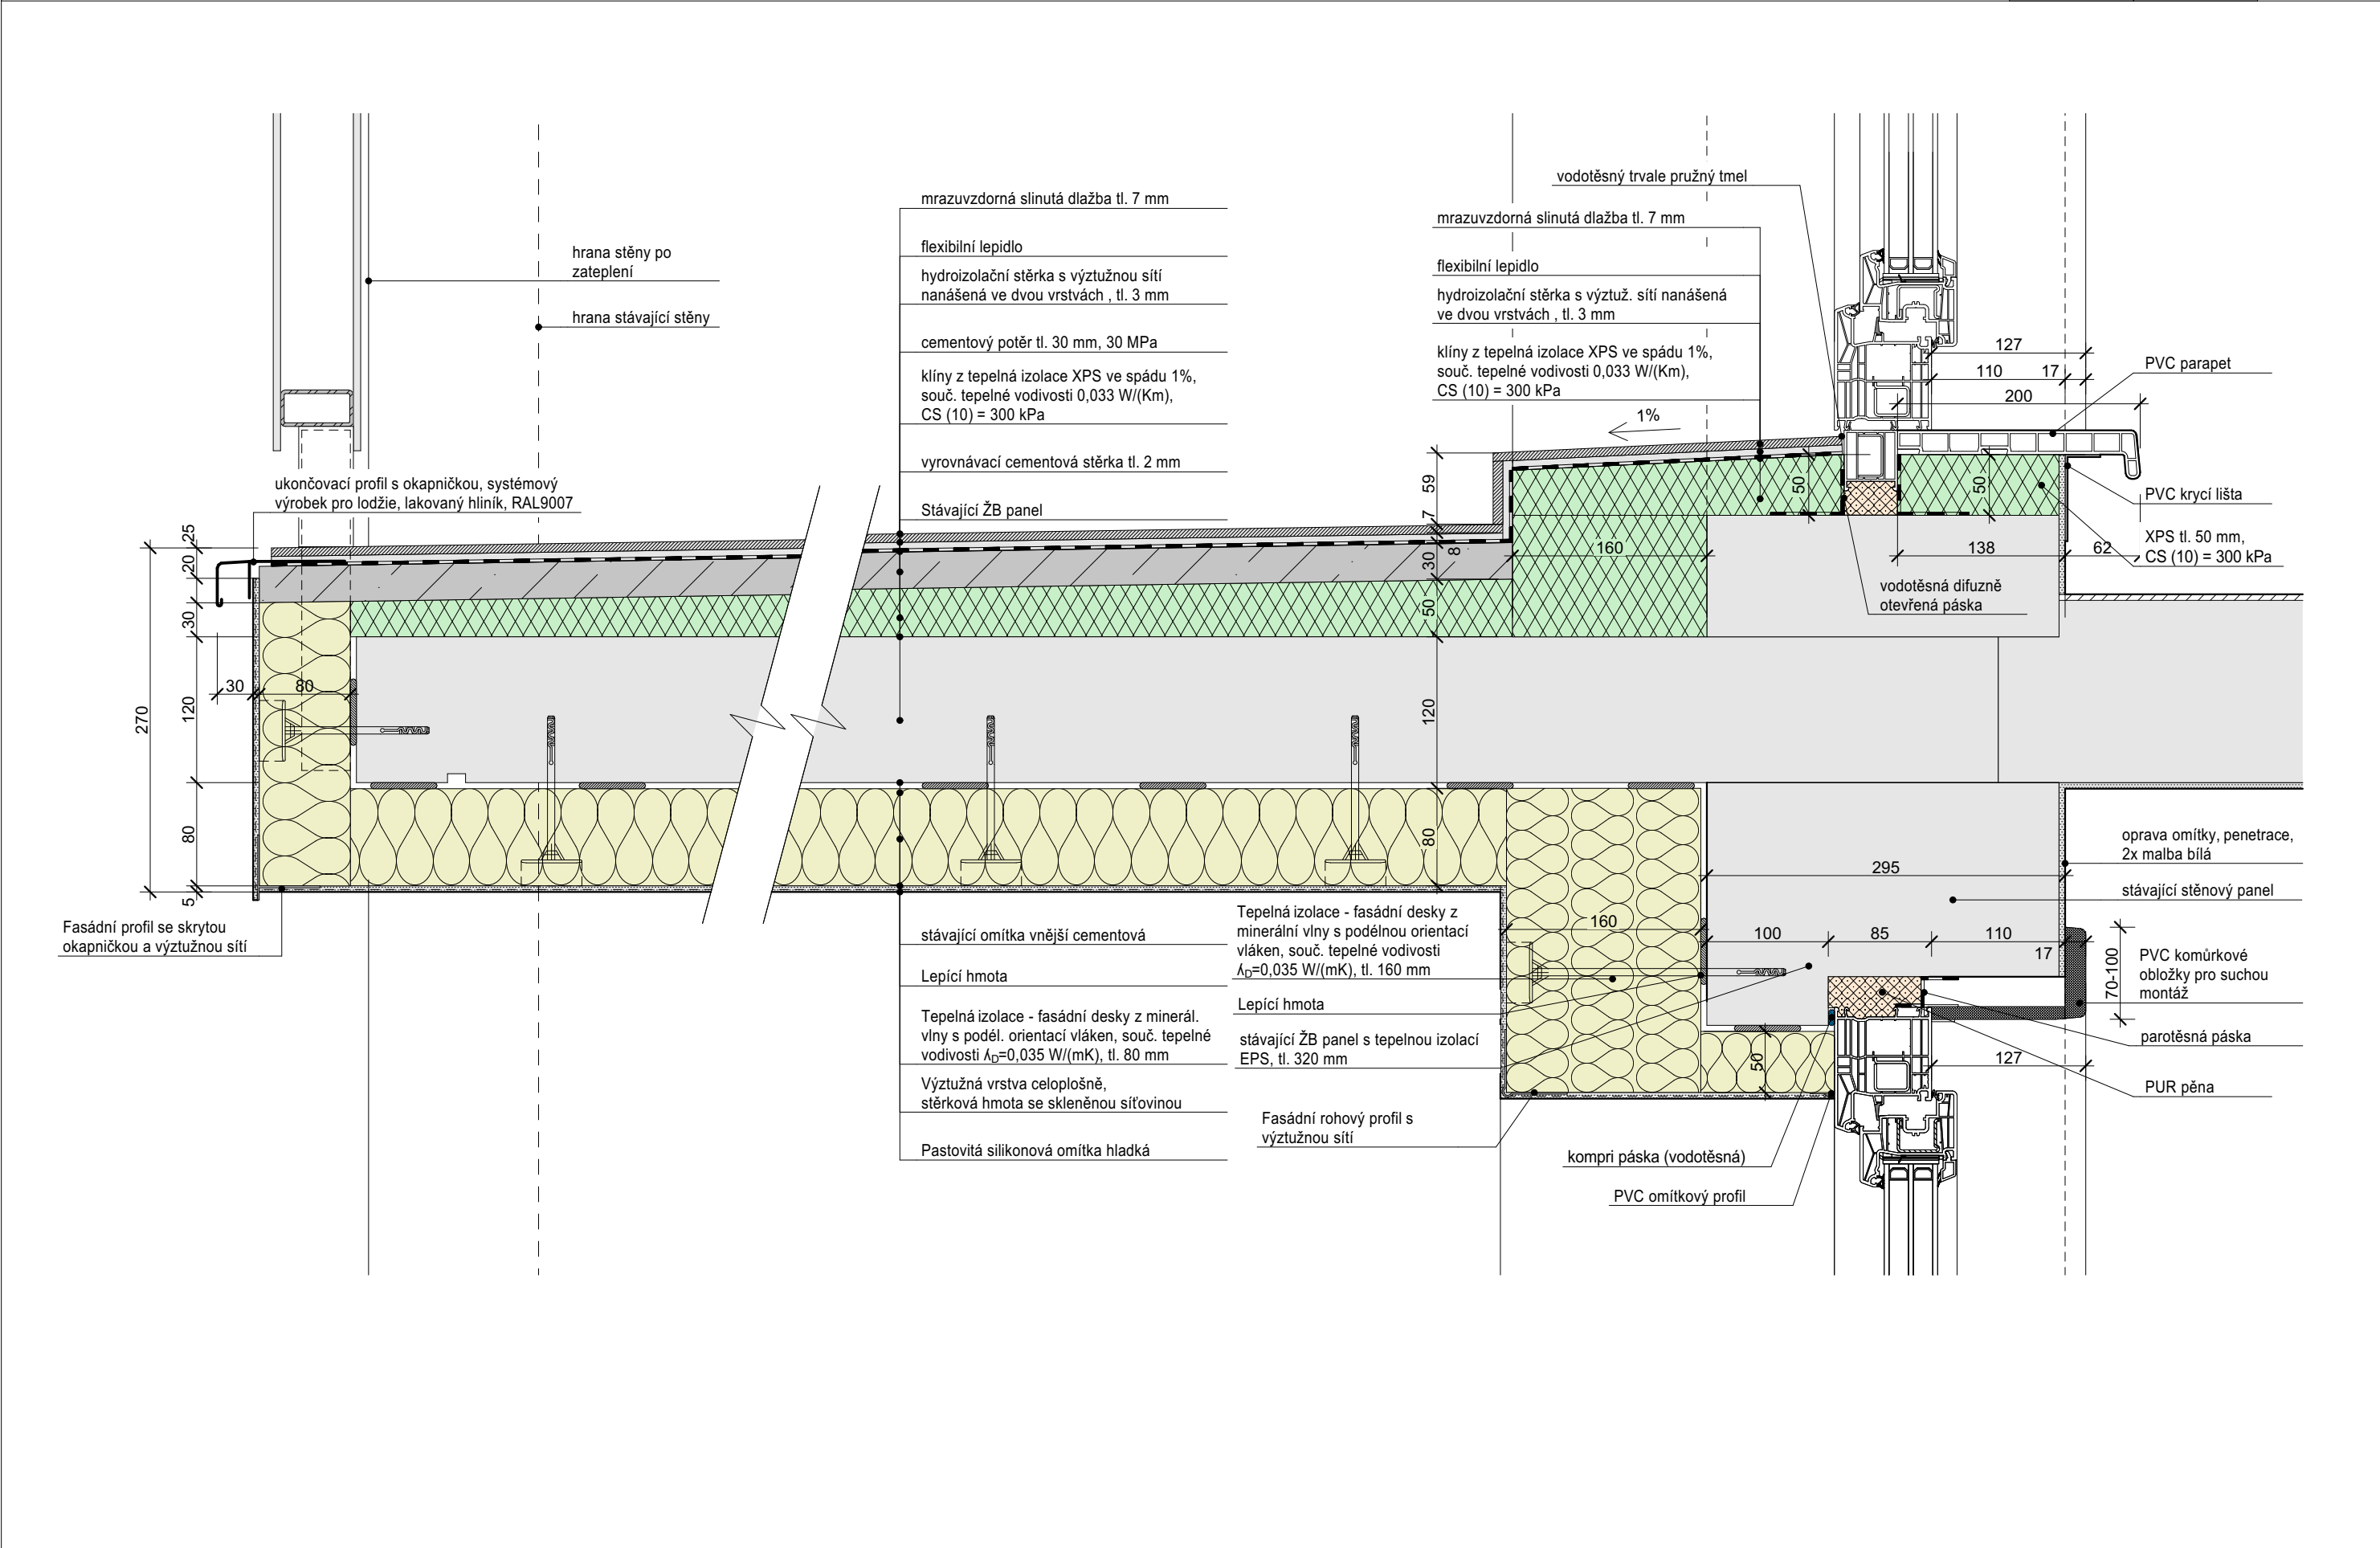 hrana stěny po
zateplení
hrana stávající stěny
ukončovací profil s okapničkou, systémový
výrobek pro lodžie, lakovaný hliník, RAL9007
mrazuvzdorná slinutá dlažba tl. 7 mm
flexibilní lepidlo
hydroizolační stěrka s výztužnou sítí
nanášená ve dvou vrstvách , tl. 3 mm
cementový potěr tl. 30 mm, 30 MPa
klíny z tepelná izolace XPS ve spádu 1%,
souč. tepelné vodivosti 0,033 W/(Km),
CS (10) = 300 kPa
vyrovnávací cementová stěrka tl. 2 mm
Stávající ŽB panel
vodotěsný trvale pružný tmel
mrazuvzdorná slinutá dlažba tl. 7 mm
flexibilní lepidlo
hydroizolační stěrka s výztuž. sítí nanášená
ve dvou vrstvách , tl. 3 mm
klíny z tepelná izolace XPS ve spádu 1%,
souč. tepelné vodivosti 0,033 W/(Km),
CS (10) = 300 kPa
1%
127
110
17
200
PVC parapet
PVC krycí lišta
XPS tl. 50 mm,
CS (10) = 300 kPa
50
50
138
62
vodotěsná difuzně
otevřená páska
59
7
8
30
50
120
80
160
25
20
30
120
80
5
270
30
80
Fasádní profil se skrytou
okapničkou a výztužnou sítí
stávající omítka vnější cementová
Lepící hmota
Tepelná izolace - fasádní desky z minerál.
vlny s podél. orientací vláken, souč. tepelné
vodivosti ʎD=0,035 W/(mK), tl. 80 mm
Výztužná vrstva celoplošně,
stěrková hmota se skleněnou síťovinou
Pastovitá silikonová omítka hladká
Tepelná izolace - fasádní desky z
minerální vlny s podélnou orientací
vláken, souč. tepelné vodivosti
ʎD=0,035 W/(mK), tl. 160 mm
Lepící hmota
stávající ŽB panel s tepelnou izolací
EPS, tl. 320 mm
Fasádní rohový profil s
výztužnou sítí
kompri páska (vodotěsná)
PVC omítkový profil
160
295
100
85
110
17
50
127
70-100
oprava omítky, penetrace,
2x malba bílá
stávající stěnový panel
PVC komůrkové
obložky pro suchou
montáž
parotěsná páska
PUR pěna